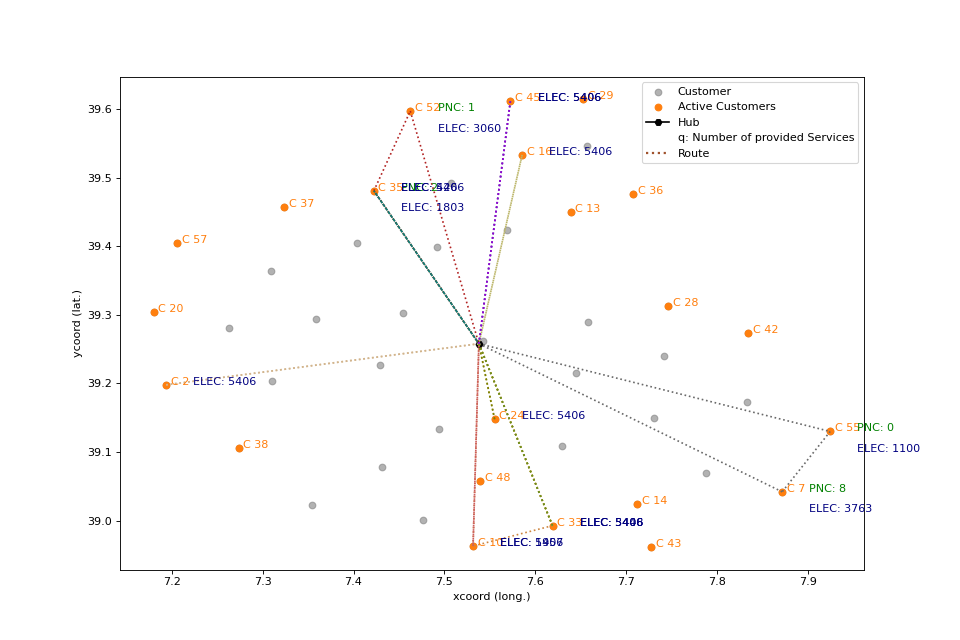 Customer
Active Customers
Hub
q: Number of provided Services
Route
C 52 PNC: 1
ELEC: 3060
C 45 ELEC: 5406
C 29
C 16 ELEC: 5406
C 35
ELEC: 1803
C 36
C 37
C 13
C 57
C 20
C 28
C 42
C 2 ELEC: 5406
C 24 ELEC: 5406
C 55 PNC: 0
ELEC: 1100
C 38
C 48
C 7 PNC: 8
ELEC: 3763
C 14
C 33
C 10
C 43
39.6
39.5
39.4
39.3
39.2
39.1
39.0
ycoord (lat.)
7.2 7.3 7.4 7.5 7.6 7.7 7.8 7.9
xcoord (long.)